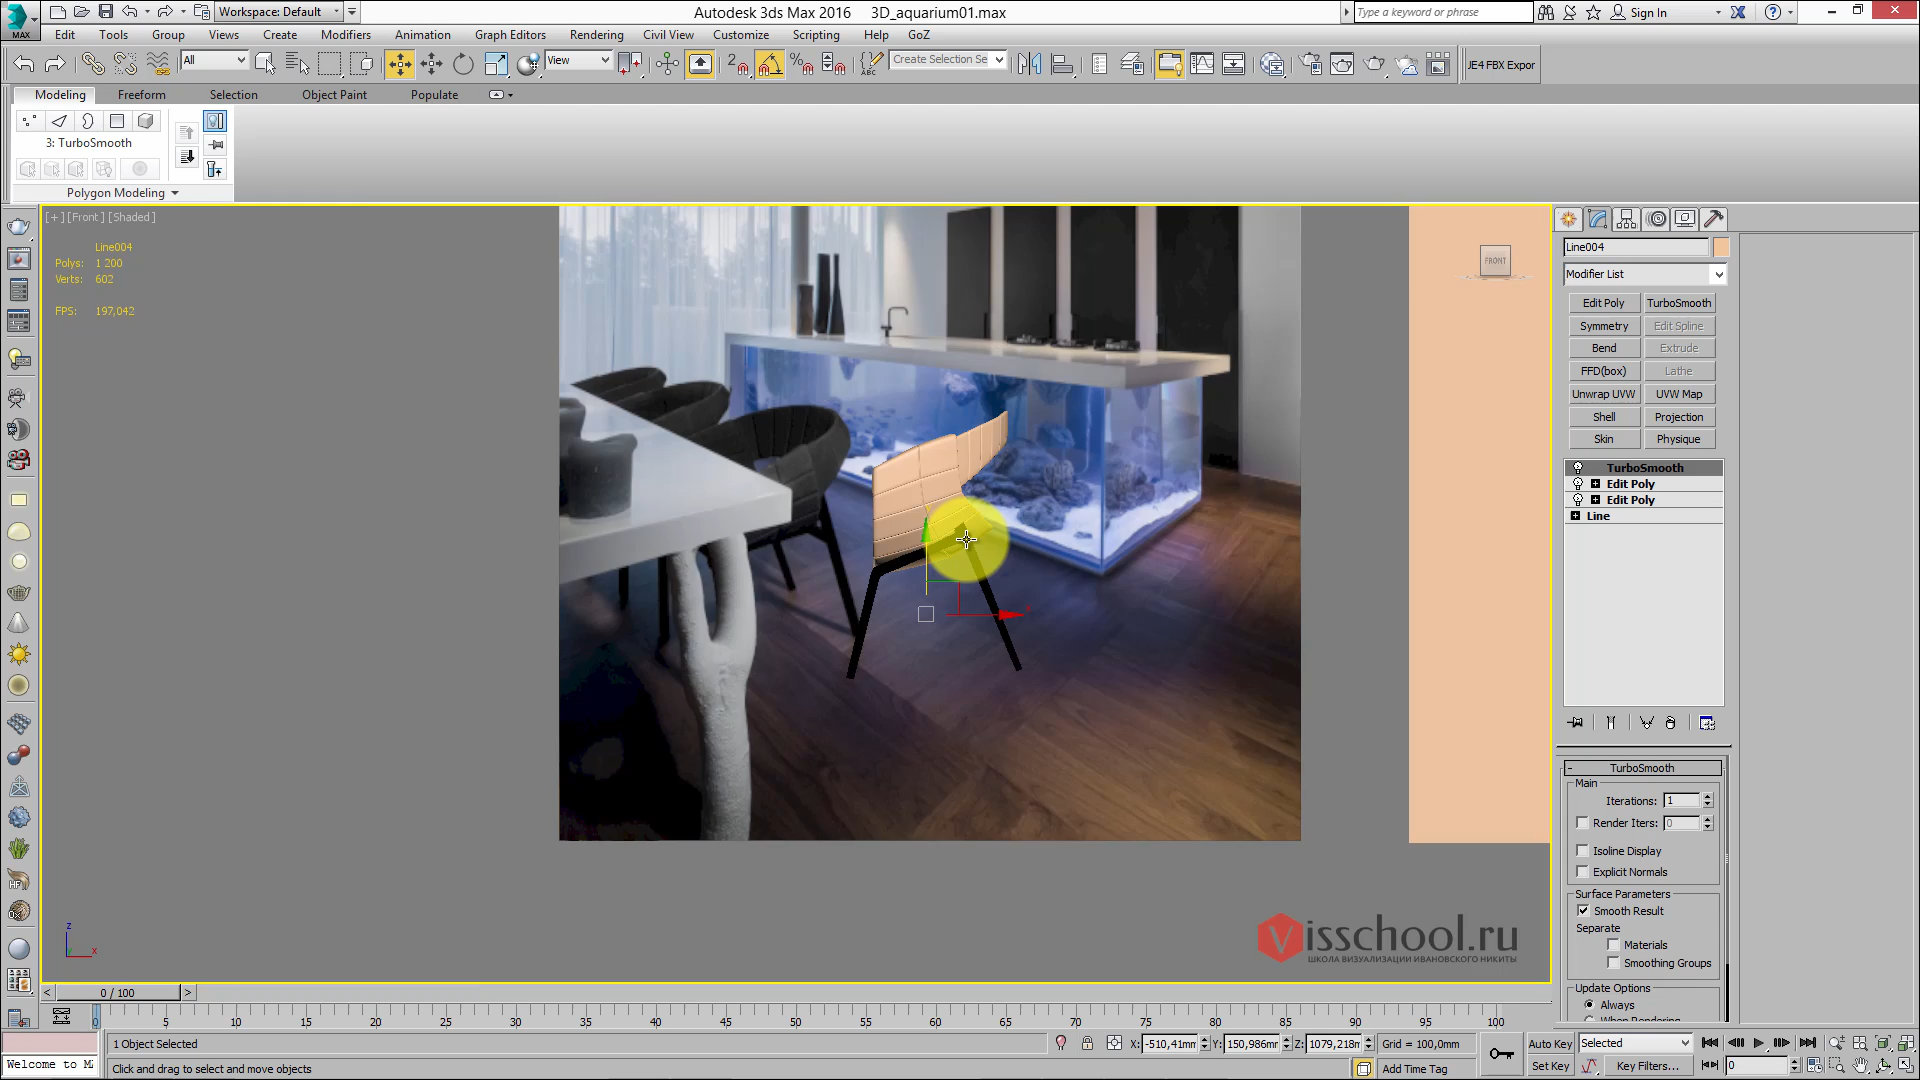 MAX
Workspace: Default
Autodesk 3ds Max 2016
3D_aquarium01.max
Type a keyword or phrase
Sign In
Edit Tools Group Views Create Modifiers Animation Graph Editors Rendering Civil View Customize Scripting Help GoZ
All
View
Create Selection Se
JE4 FBX Expor
Modeling Freeform Selection Object Paint Populate
3: TurboSmooth
Polygon Modeling
[+] [Front] [Shaded]
Line004
Polys: 1 200
Verts: 602
FPS: 197,042
FRONT
Line004
Modifier List
Edit Poly TurboSmooth
Symmetry Edit Spline
Bend Extrude
FFD(box) Lathe
Unwrap UVW UVW Map
Shell Projection
Skin Physique
TurboSmooth
Edit Poly
Edit Poly
Line
TurboSmooth
Main
Iterations: 1
Render Iters: 0
Isoline Display
Explicit Normals
Surface Parameters
Smooth Result
Separate
Materials
Smoothing Groups
Update Options
Always
When Rendering
z
x
Visschool.ru
ШКОЛА ВИЗУАЛИЗАЦИИ ИВАНОВСКОГО НИКИТЫ
< 0 / 100 >
0 5 10 15 20 25 30 35 40 45 50 55 60 65 70 75 80 85 90 95 100
1 Object Selected
X: -510,41mm Y: 150,986mm Z: 1079,218m
Grid = 100,0mm
Auto Key
Selected
Welcome to M
Click and drag to select and move objects
Add Time Tag
Set Key
Key Filters...
0